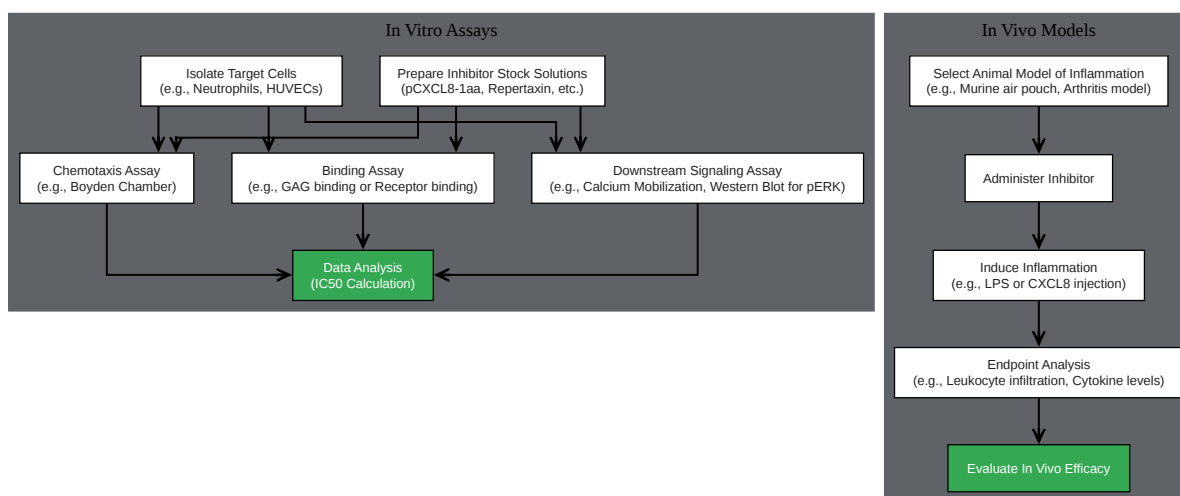 In Vitro Assays
Isolate Target Cells
(e.g., Neutrophils, HUVECs)
Prepare Inhibitor Stock Solutions
(pCXCL8-1aa, Repertaxin, etc.)
Chemotaxis Assay
(e.g., Boyden Chamber)
Binding Assay
(e.g., GAG binding or Receptor binding)
Downstream Signaling Assay
(e.g., Calcium Mobilization, Western Blot for pERK)
Data Analysis
(IC50 Calculation)
In Vivo Models
Select Animal Model of Inflammation
(e.g., Murine air pouch, Arthritis model)
Administer Inhibitor
Induce Inflammation
(e.g., LPS or CXCL8 injection)
Endpoint Analysis
(e.g., Leukocyte infiltration, Cytokine levels)
Evaluate In Vivo Efficacy